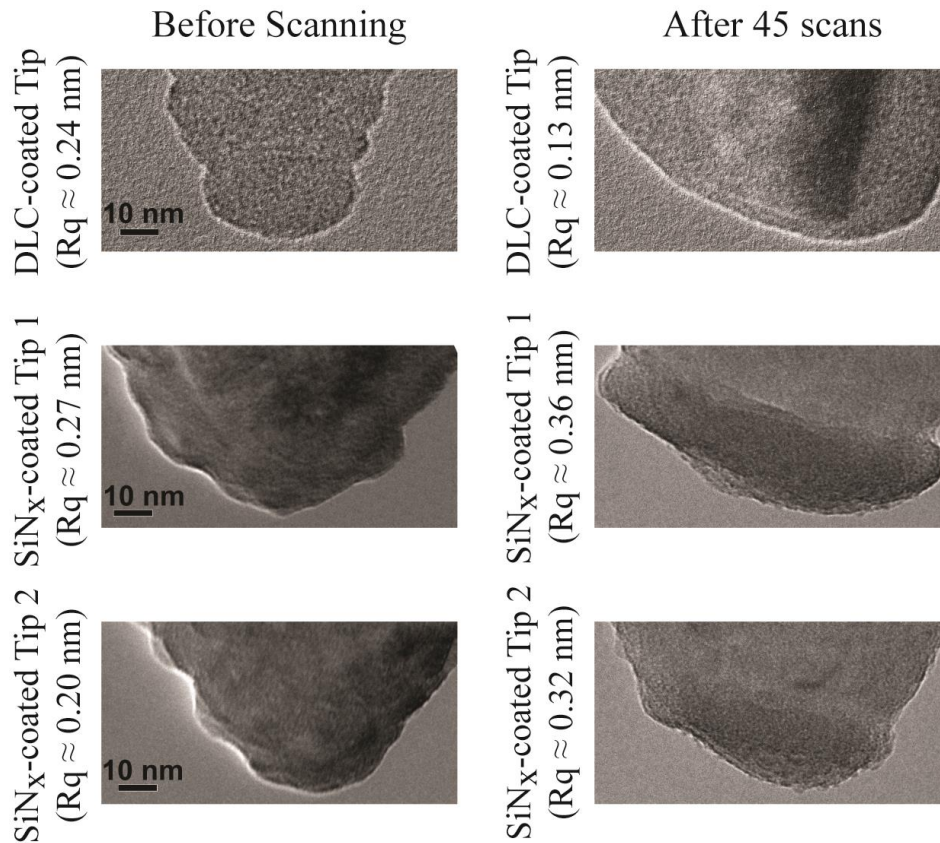 Before Scanning
After 45 scans
DLC-coated Tip
(Rq ≈ 0.24 nm)
10 nm
DLC-coated Tip
(Rq ≈ 0.13 nm)
SiNx-coated Tip 1
(Rq ≈ 0.27 nm)
10 nm
SiNx-coated Tip 1
(Rq ≈ 0.36 nm)
SiNx-coated Tip 2
(Rq ≈ 0.20 nm)
10 nm
SiNx-coated Tip 2
(Rq ≈ 0.32 nm)